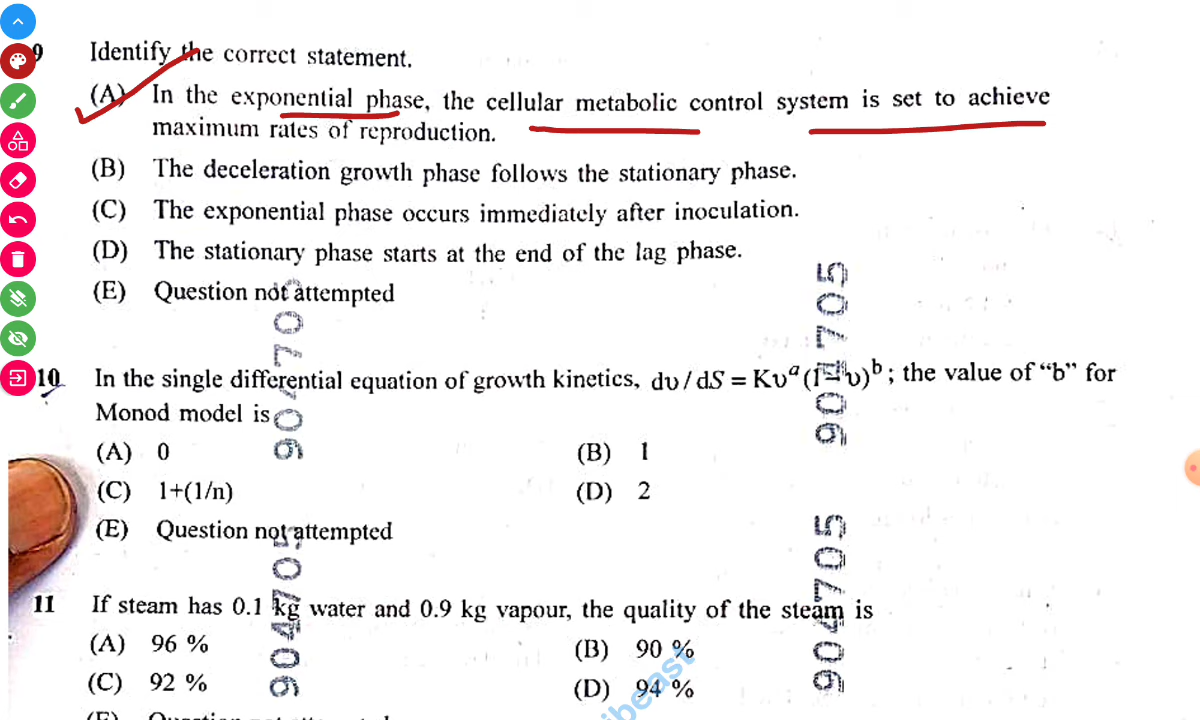 9 Identify the correct statement.
(A) In the exponential phase, the cellular metabolic control system is set to achieve
maximum rates of reproduction.
(B) The deceleration growth phase follows the stationary phase.
(C) The exponential phase occurs immediately after inoculation.
(D) The stationary phase starts at the end of the lag phase.
(E) Question not attempted
904705
904705
10 In the single differential equation of growth kinetics, dυ/dS = Kυᵃ(1−υ)ᵇ; the value of “b” for
Monod model is
(A) 0 (B) 1
(C) 1+(1/n) (D) 2
(E) Question not attempted
904705
904705
11 If steam has 0.1 kg water and 0.9 kg vapour, the quality of the steam is
(A) 96 % (B) 90 %
(C) 92 % (D) 94 %